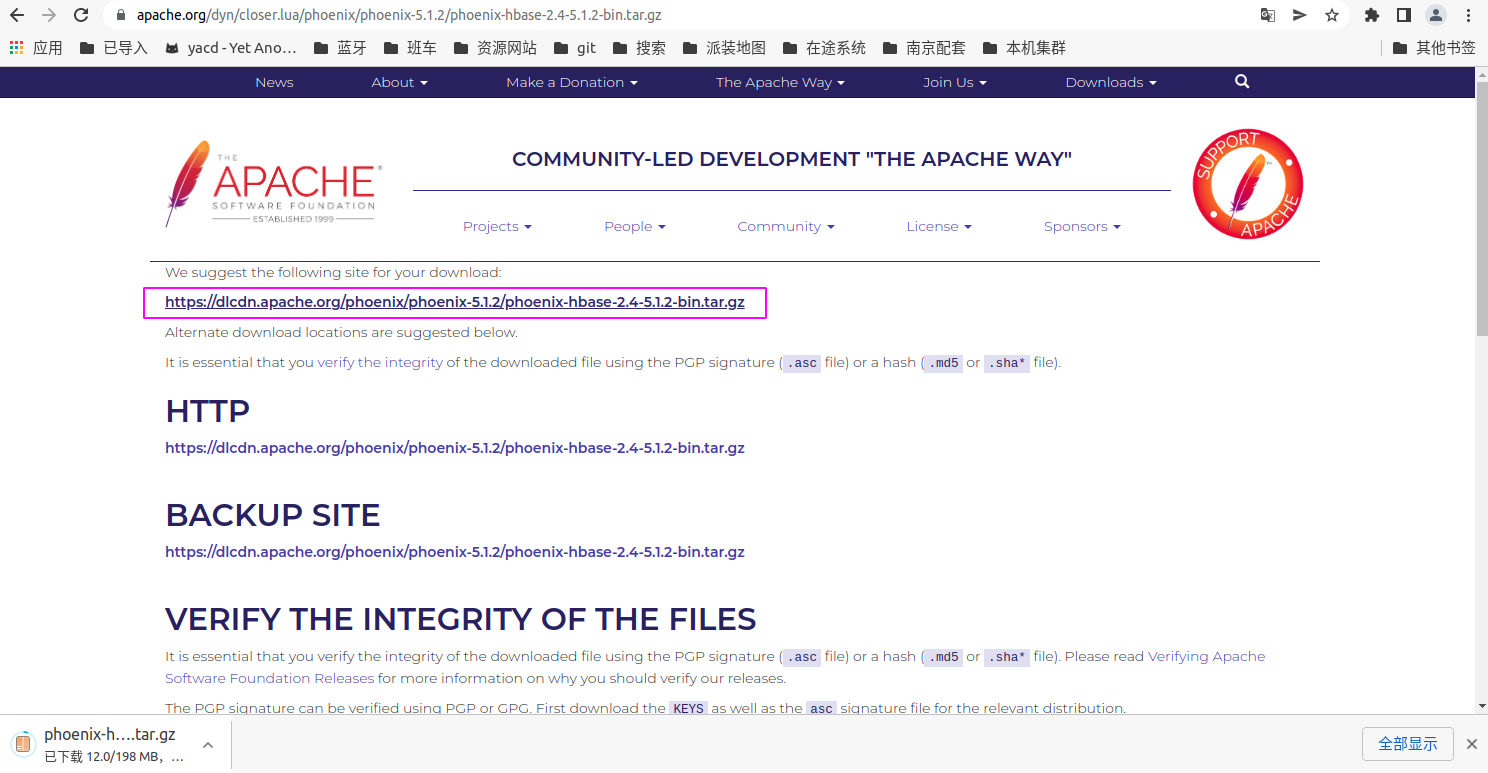 apache.org/dyn/closer.lua/phoenix/phoenix-5.1.2/phoenix-hbase-2.4-5.1.2-bin.tar.gz
应用 已导入 yacd - Yet Ano… 蓝牙 班车 资源网站 git 搜索 派装地图 在途系统 南京配套 本机集群 其他书签
News About Make a Donation The Apache Way Join Us Downloads
THE
APACHE®
SOFTWARE FOUNDATION
ESTABLISHED 1999
COMMUNITY-LED DEVELOPMENT "THE APACHE WAY"
SUPPORT
APACHE
Projects People Community License Sponsors
We suggest the following site for your download:
https://dlcdn.apache.org/phoenix/phoenix-5.1.2/phoenix-hbase-2.4-5.1.2-bin.tar.gz
Alternate download locations are suggested below.
It is essential that you verify the integrity of the downloaded file using the PGP signature ( .asc file) or a hash ( .md5 or .sha* file).
HTTP
https://dlcdn.apache.org/phoenix/phoenix-5.1.2/phoenix-hbase-2.4-5.1.2-bin.tar.gz
BACKUP SITE
https://dlcdn.apache.org/phoenix/phoenix-5.1.2/phoenix-hbase-2.4-5.1.2-bin.tar.gz
VERIFY THE INTEGRITY OF THE FILES
It is essential that you verify the integrity of the downloaded file using the PGP signature ( .asc file) or a hash ( .md5 or .sha* file). Please read Verifying Apache
Software Foundation Releases for more information on why you should verify our releases.
The PGP signature can be verified using PGP or GPG. First download the KEYS as well as the asc signature file for the relevant distribution.
phoenix-h….tar.gz
已下载 12.0/198 MB，…
全部显示